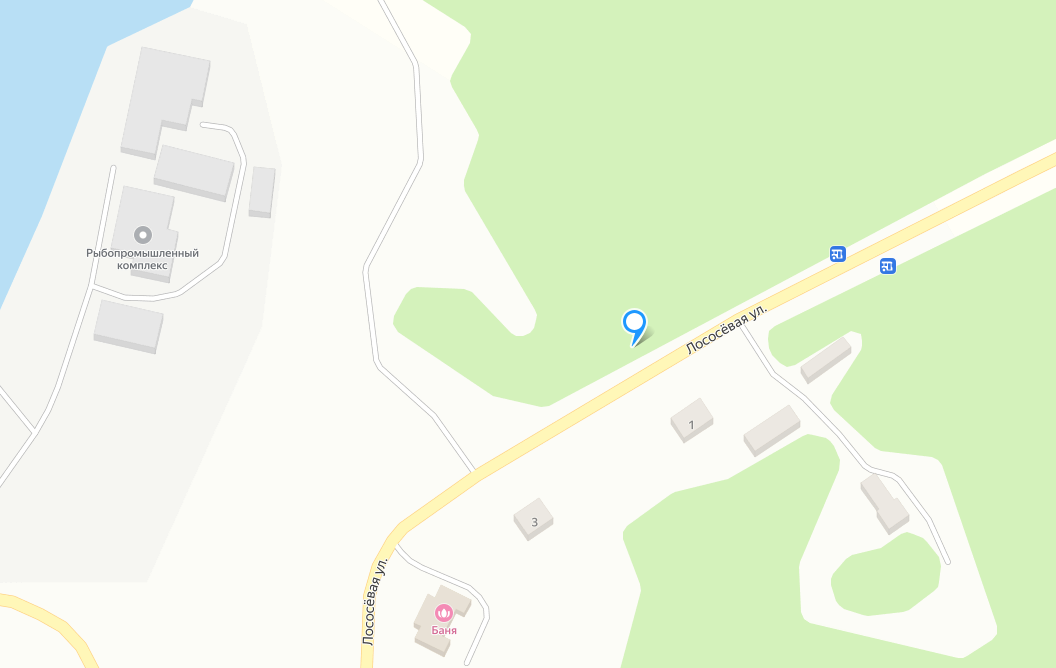 Рыбопромышленный
комплекс
Лососёвая ул.
1
3
Лососёвая ул.
Баня